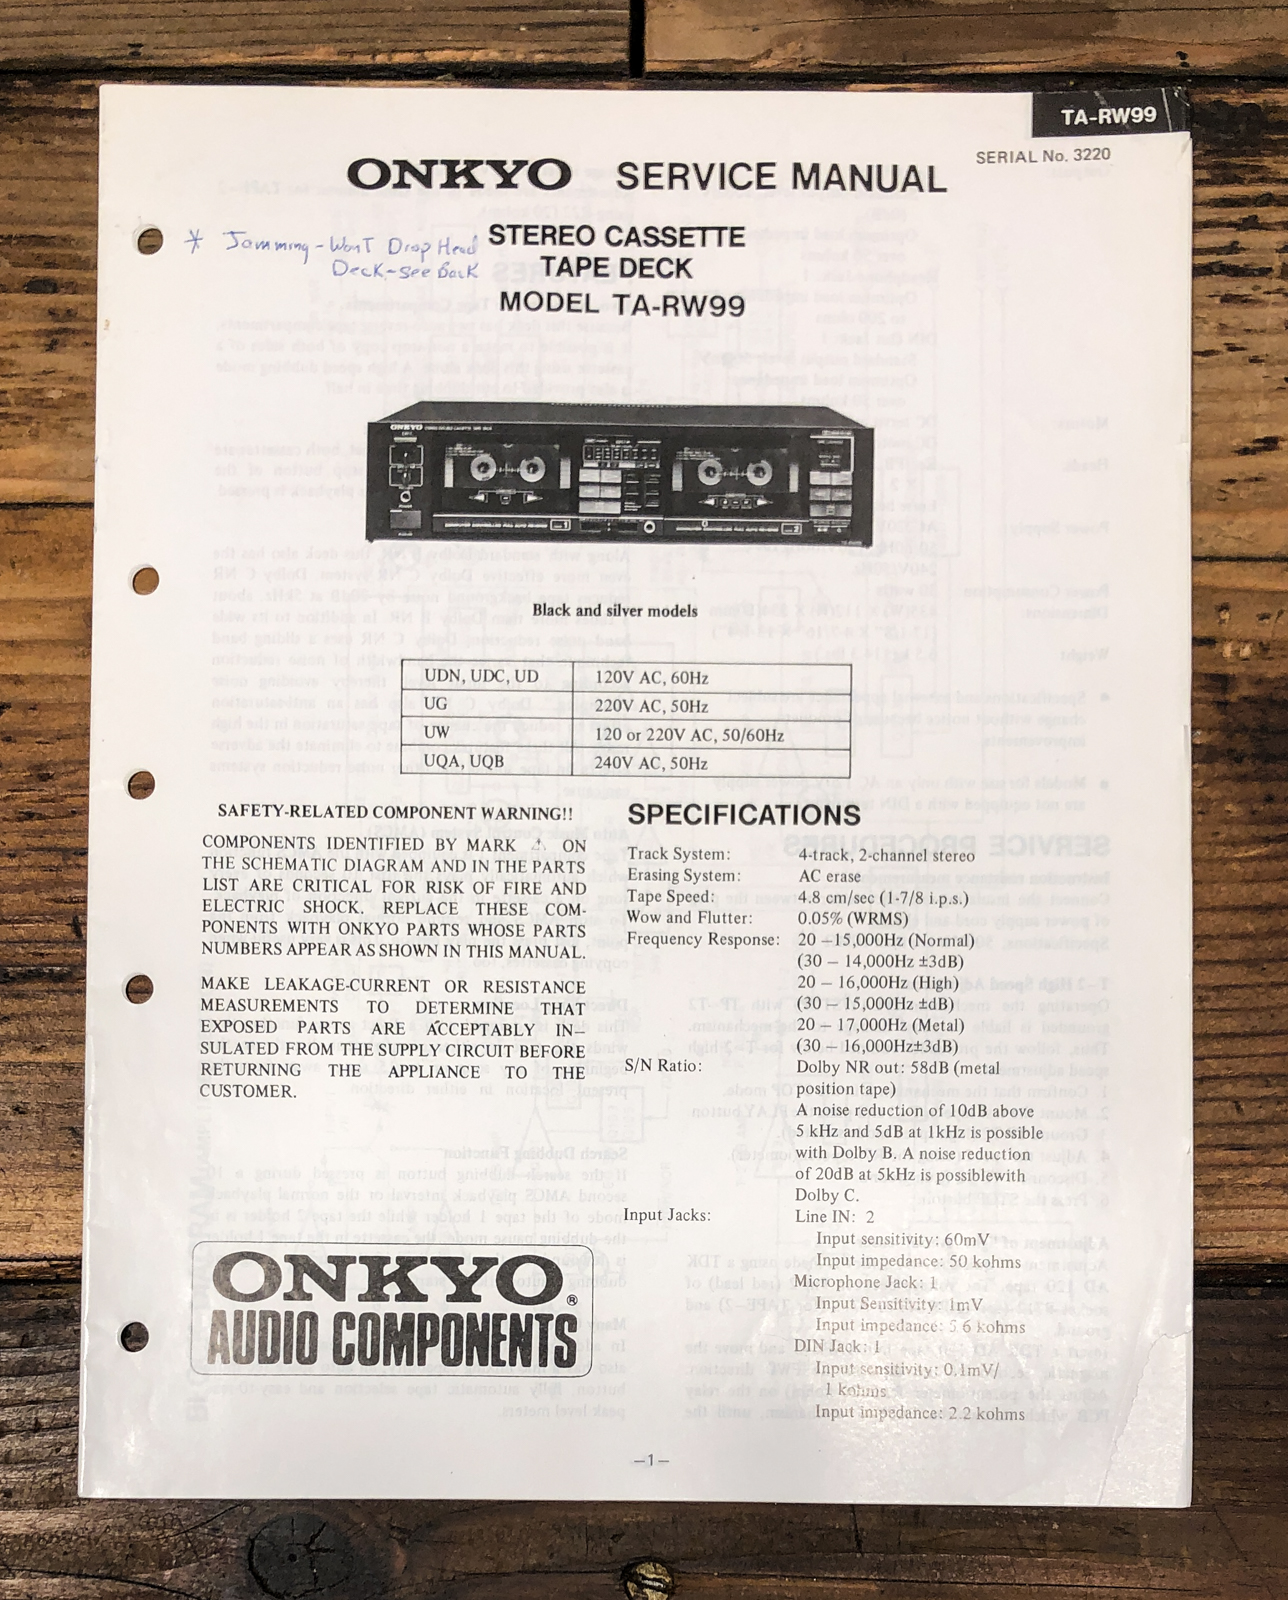 TA-RW99
SERIAL No. 3220
ONKYO SERVICE MANUAL
* Jamming - Won't Drop Head
Deck - See Back
STEREO CASSETTE
TAPE DECK
MODEL TA-RW99
ONKYO
Black and silver models
UDN, UDC, UD 120V AC, 60Hz
UG 220V AC, 50Hz
UW 120 or 220V AC, 50/60Hz
UQA, UQB 240V AC, 50Hz
SAFETY-RELATED COMPONENT WARNING!!
COMPONENTS IDENTIFIED BY MARK ⚠ ON
THE SCHEMATIC DIAGRAM AND IN THE PARTS
LIST ARE CRITICAL FOR RISK OF FIRE AND
ELECTRIC SHOCK. REPLACE THESE COM-
PONENTS WITH ONKYO PARTS WHOSE PARTS
NUMBERS APPEAR AS SHOWN IN THIS MANUAL.
MAKE LEAKAGE-CURRENT OR RESISTANCE
MEASUREMENTS TO DETERMINE THAT
EXPOSED PARTS ARE ACCEPTABLY IN-
SULATED FROM THE SUPPLY CIRCUIT BEFORE
RETURNING THE APPLIANCE TO THE
CUSTOMER.
ONKYO®
AUDIO COMPONENTS
SPECIFICATIONS
Track System: 4-track, 2-channel stereo
Erasing System: AC erase
Tape Speed: 4.8 cm/sec (1-7/8 i.p.s.)
Wow and Flutter: 0.05% (WRMS)
Frequency Response: 20 – 15,000Hz (Normal)
(30 – 14,000Hz ±3dB)
20 – 16,000Hz (High)
(30 – 15,000Hz ±dB)
20 – 17,000Hz (Metal)
(30 – 16,000Hz±3dB)
S/N Ratio: Dolby NR out: 58dB (metal
position tape)
A noise reduction of 10dB above
5 kHz and 5dB at 1kHz is possible
with Dolby B. A noise reduction
of 20dB at 5kHz is possiblewith
Dolby C.
Input Jacks: Line IN: 2
Input sensitivity: 60mV
Input impedance: 50 kohms
Microphone Jack: 1
Input Sensitivity: 1mV
Input impedance: 5 6 kohms
DIN Jack: 1
Input sensitivity: 0.1mV/
1 kohms
Input impedance: 2.2 kohms
–1–